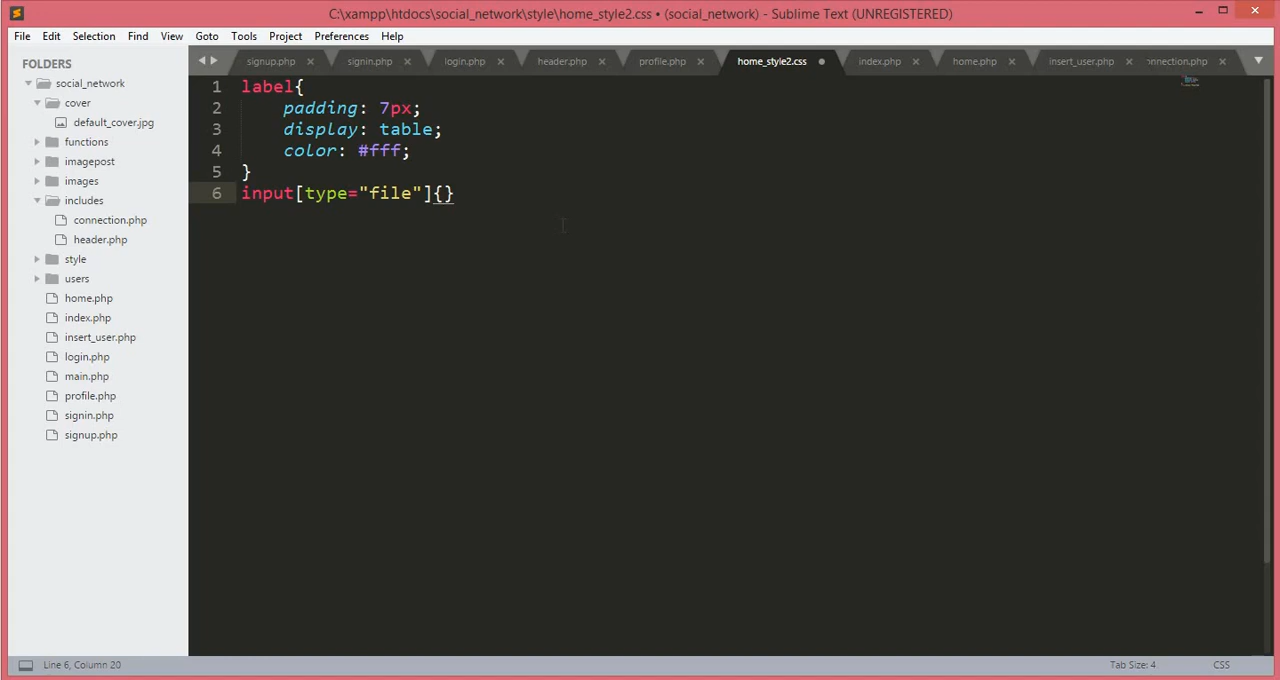 C:\xampp\htdocs\social_network\style\home_style2.css • (social_network) - Sublime Text (UNREGISTERED)
File Edit Selection Find View Goto Tools Project Preferences Help
FOLDERS
social_network
cover
default_cover.jpg
functions
imagepost
images
includes
connection.php
header.php
style
users
home.php
index.php
insert_user.php
login.php
main.php
profile.php
signin.php
signup.php
signup.php signin.php login.php header.php profile.php home_style2.css index.php home.php insert_user.php nnection.php
1 label{
2 padding: 7px;
3 display: table;
4 color: #fff;
5 }
6 input[type="file"]{}
Line 6, Column 20 Tab Size: 4 CSS